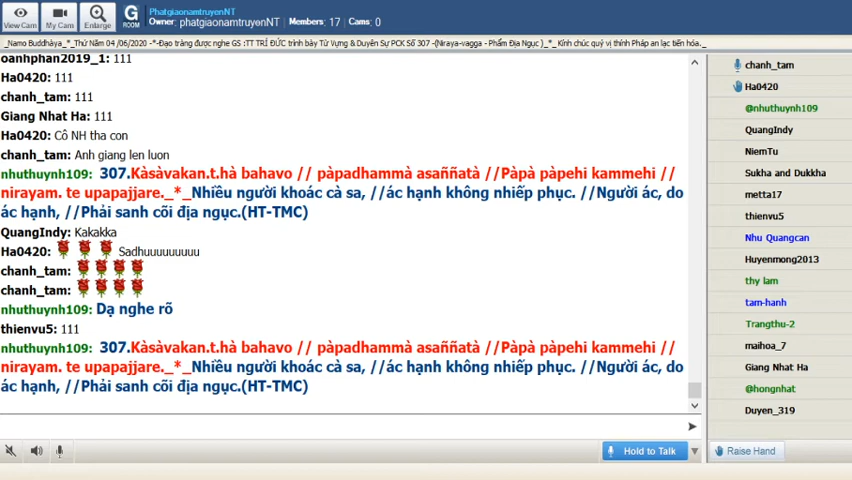 View Cam
My Cam
Enlarge
G
ROOM
PhatgiaonamtruyenNT
Owner: phatgiaonamtruyenNT Members: 17 Cams: 0
_Namo Buddhàya_*_Thứ Năm 04 /06/2020 -*-Đạo tràng được nghe GS :TT TRÍ ĐỨC trình bày Từ Vựng & Duyên Sự PCK Số 307 -(Niraya-vagga - Phẩm Địa Ngục )_*_ Kính chúc quý vị thính Pháp an lạc tiến hóa._
oanhphan2019_1: 111
Ha0420: 111
chanh_tam: 111
Giang Nhat Ha: 111
Ha0420: Cô NH tha con
chanh_tam: Anh giang len luon
nhuthuynh109: 307.Kàsàvakan.t.hà bahavo // pàpadhammà asaññatà //Pàpà pàpehi kammehi //
nirayam. te upapajjare._*_Nhiều người khoác cà sa, //ác hạnh không nhiếp phục. //Người ác, do
ác hạnh, //Phải sanh cõi địa ngục.(HT-TMC)
QuangIndy: Kakakka
Ha0420: Sadhuuuuuuuuu
chanh_tam:
chanh_tam:
nhuthuynh109: Dạ nghe rõ
thienvu5: 111
nhuthuynh109: 307.Kàsàvakan.t.hà bahavo // pàpadhammà asaññatà //Pàpà pàpehi kammehi //
nirayam. te upapajjare._*_Nhiều người khoác cà sa, //ác hạnh không nhiếp phục. //Người ác, do
ác hạnh, //Phải sanh cõi địa ngục.(HT-TMC)
Hold to Talk
chanh_tam
Ha0420
@nhuthuynh109
QuangIndy
NiemTu
Sukha and Dukkha
metta17
thienvu5
Nhu Quangcan
Huyenmong2013
thy lam
tam-hanh
Trangthu-2
maihoa_7
Giang Nhat Ha
@hongnhat
Duyen_319
Raise Hand